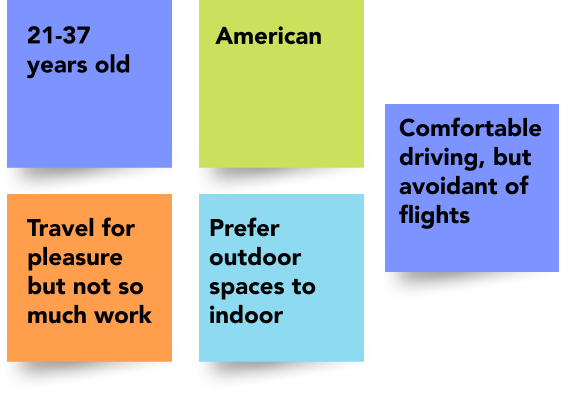 21-37
years old
American
Comfortable
driving, but
avoidant of
flights
Travel for
pleasure
but not so
much work
Prefer
outdoor
spaces to
indoor